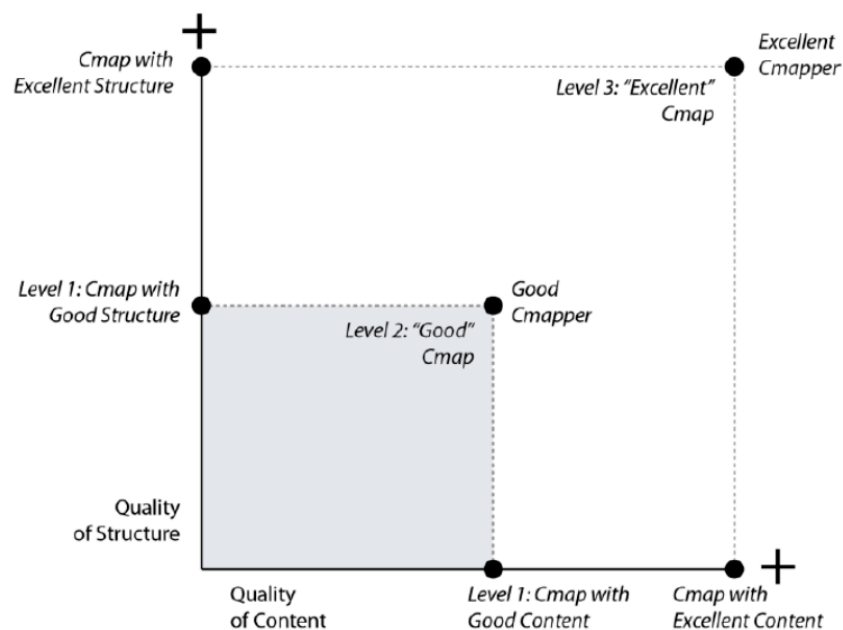 +
Cmap with
Excellent Structure
Excellent
Cmapper
Level 3: “Excellent”
Cmap
Level 1: Cmap with
Good Structure
Good
Cmapper
Level 2: “Good”
Cmap
Quality
of Structure
+
Quality
of Content
Level 1: Cmap with
Good Content
Cmap with
Excellent Content